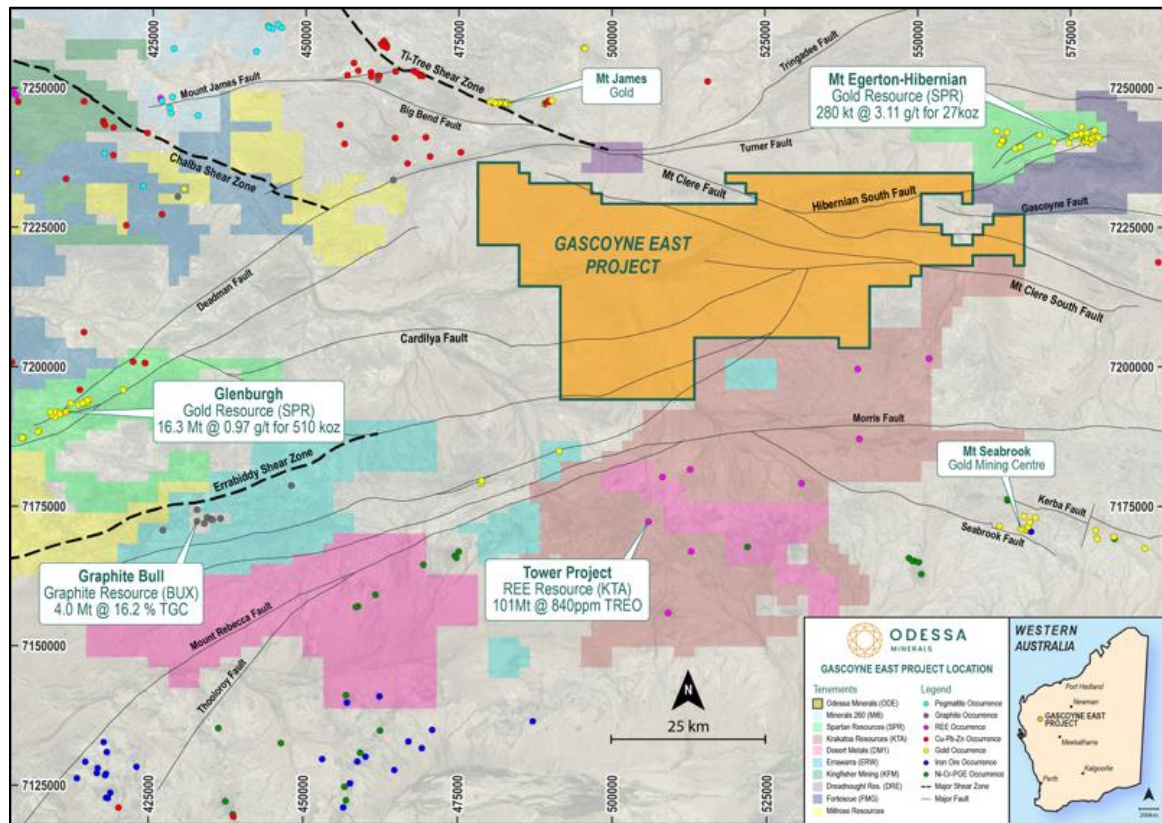 425000
450000
475000
500000
525000
550000
575000
7250000
7225000
7200000
7175000
7150000
7125000
7250000
7225000
7200000
7175000
425000
450000
475000
500000
525000
Ti-Tree Shear Zone
Tringadee Fault
Mount James Fault
Mt James
Gold
Mt Egerton-Hibernian
Gold Resource (SPR)
280 kt @ 3.11 g/t for 27koz
Big Bend Fault
Turner Fault
Chalba Shear Zone
Mt Clere Fault
Hibernian South Fault
Gascoyne Fault
GASCOYNE EAST
PROJECT
Deadman Fault
Mt Clere South Fault
Cardilya Fault
Glenburgh
Gold Resource (SPR)
16.3 Mt @ 0.97 g/t for 510 koz
Morris Fault
Errabiddy Shear Zone
Mt Seabrook
Gold Mining Centre
Kerba Fault
Seabrook Fault
Graphite Bull
Graphite Resource (BUX)
4.0 Mt @ 16.2 % TGC
Tower Project
REE Resource (KTA)
101Mt @ 840ppm TREO
Mount Rebecca Fault
Thooloroy Fault
N
25 km
ODESSA
MINERALS
GASCOYNE EAST PROJECT LOCATION
Tenements
Odessa Minerals (ODE)
Minerals 260 (MI6)
Spartan Resources (SPR)
Krakatoa Resources (KTA)
Desert Metals (DM1)
Errawarra (ERW)
Kingfisher Mining (KFM)
Dreadnought Res. (DRE)
Fortescue (FMG)
Millrose Resources
Legend
Pegmatite Occurrence
Graphite Occurrence
REE Occurrence
Cu-Pb-Zn Occurrence
Gold Occurrence
Iron Ore Occurrence
Ni-Cr-PGE Occurrence
Major Shear Zone
Major Fault
WESTERN
AUSTRALIA
Port Hedland
Newman
GASCOYNE EAST
PROJECT
Meekatharra
Kalgoorlie
Perth
200km